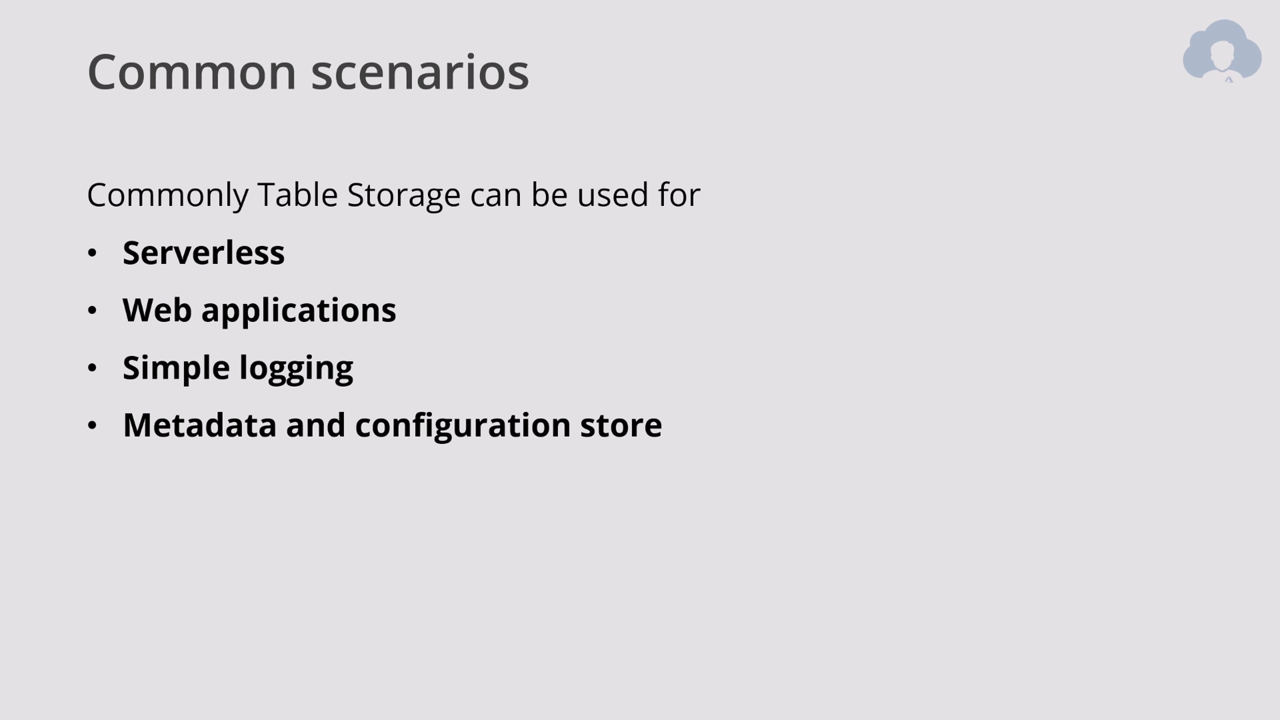 Common scenarios
Commonly Table Storage can be used for
• Serverless
• Web applications
• Simple logging
• Metadata and configuration store